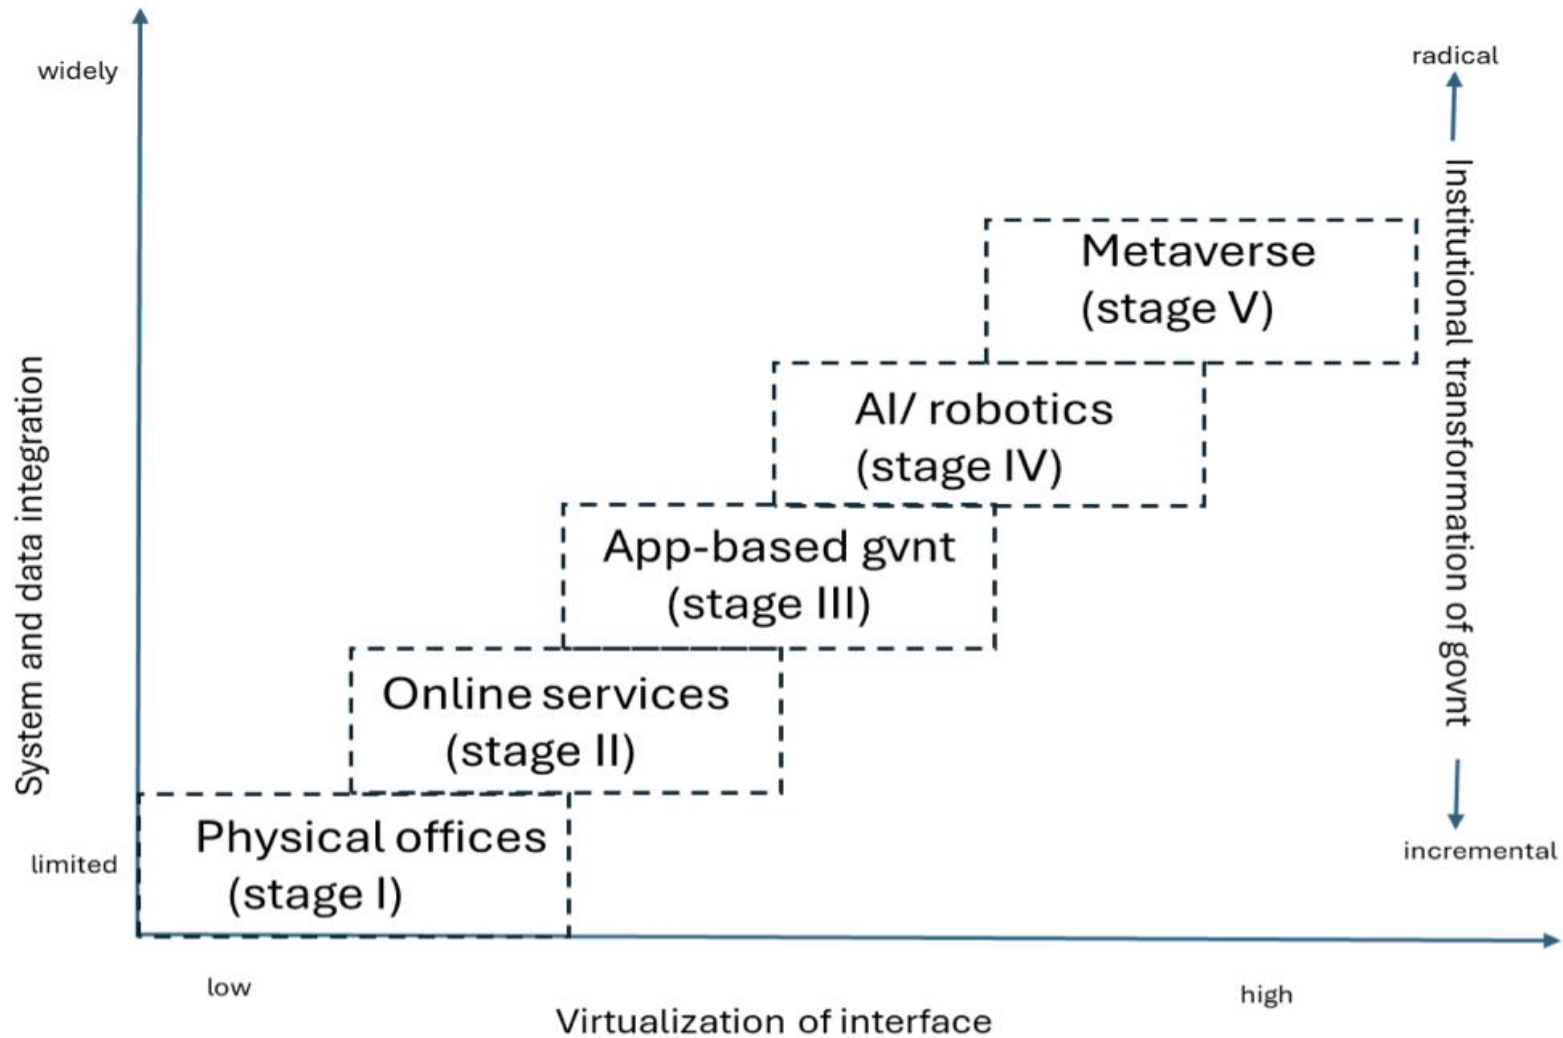 widely
radical
System and data integration
Institutional transformation of govnt
Metaverse
(stage V)
AI/ robotics
(stage IV)
App-based gvnt
(stage III)
Online services
(stage II)
Physical offices
(stage I)
limited
incremental
low
high
Virtualization of interface